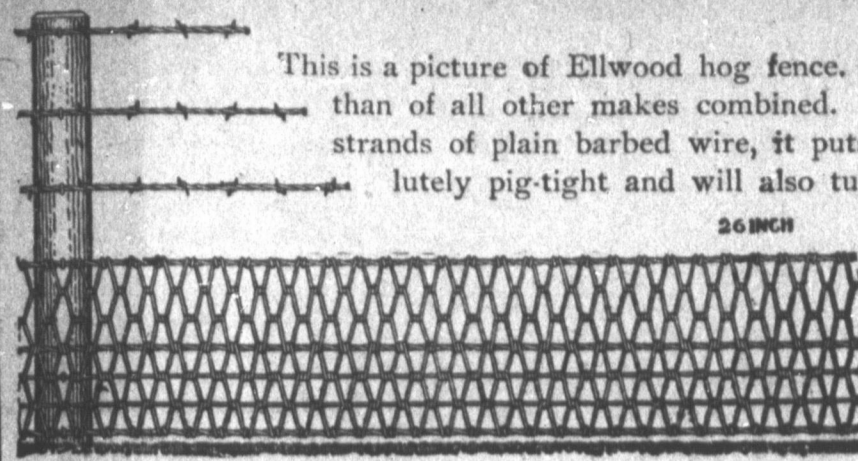 This is a picture of Ellwood hog fence.
than of all other makes combined.
strands of plain barbed wire, it put
lutely pig-tight and will also tu
26 INCH